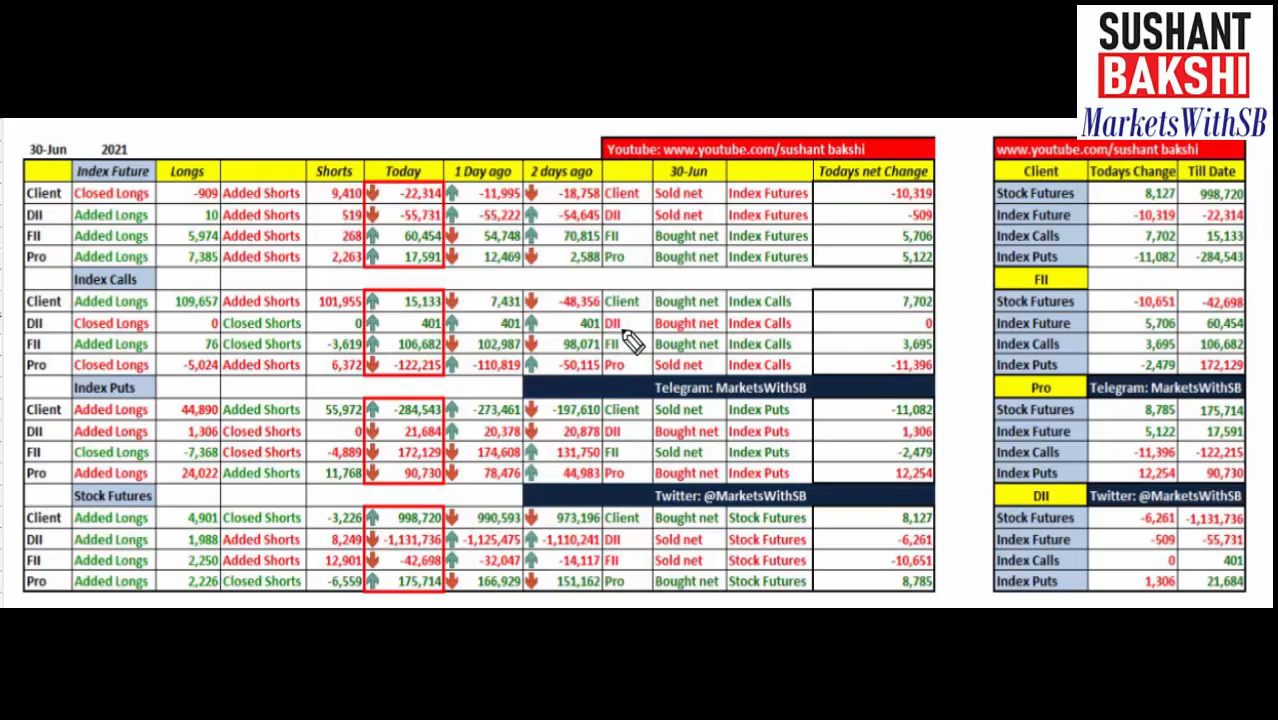 SUSHANT
BAKSHI
MarketsWithSB
30-Jun 2021 Youtube: www.youtube.com/sushant bakshi www.youtube.com/sushant bakshi
Index Future Longs Shorts Today 1 Day ago 2 days ago 30-Jun Todays net Change Client Todays Change Till Date
Client Closed Longs -909 Added Shorts 9,410 -22,314 -11,995 -18,758 Client Sold net Index Futures -10,319 Stock Futures 8,127 998,720
DII Added Longs 10 Added Shorts 519 -55,731 -55,222 -54,645 DII Sold net Index Futures -509 Index Future -10,319 -22,314
FII Added Longs 5,974 Added Shorts 268 60,454 54,748 70,815 FII Bought net Index Futures 5,706 Index Calls 7,702 15,133
Pro Added Longs 7,385 Added Shorts 2,263 17,591 12,469 2,588 Pro Bought net Index Futures 5,122 Index Puts -11,082 -284,543
Index Calls FII
Client Added Longs 109,657 Added Shorts 101,955 15,133 7,431 -48,356 Client Bought net Index Calls 7,702 Stock Futures -10,651 -42,698
DII Closed Longs 0 Closed Shorts 0 401 401 401 DII Bought net Index Calls 0 Index Future 5,706 60,454
FII Added Longs 76 Closed Shorts -3,619 106,682 102,987 98,071 FII Bought net Index Calls 3,695 Index Calls 3,695 106,682
Pro Closed Longs -5,024 Added Shorts 6,372 -122,215 -110,819 -50,115 Pro Sold net Index Calls -11,396 Index Puts -2,479 172,129
Index Puts Telegram: MarketsWithSB Pro Telegram: MarketsWithSB
Client Added Longs 44,890 Added Shorts 55,972 -284,543 -273,461 -197,610 Client Sold net Index Puts -11,082 Stock Futures 8,785 175,714
DII Added Longs 1,306 Closed Shorts 0 21,684 20,378 20,878 DII Bought net Index Puts 1,306 Index Future 5,122 17,591
FII Closed Longs -7,368 Closed Shorts -4,889 172,129 174,608 131,750 FII Sold net Index Puts -2,479 Index Calls -11,396 -122,215
Pro Added Longs 24,022 Added Shorts 11,768 90,730 78,476 44,983 Pro Bought net Index Puts 12,254 Index Puts 12,254 90,730
Stock Futures Twitter: @MarketsWithSB DII Twitter: @MarketsWithSB
Client Added Longs 4,901 Closed Shorts -3,226 998,720 990,593 973,196 Client Bought net Stock Futures 8,127 Stock Futures -6,261 -1,131,736
DII Added Longs 1,988 Added Shorts 8,249 -1,131,736 -1,125,475 -1,110,241 DII Sold net Stock Futures -6,261 Index Future -509 -55,731
FII Added Longs 2,250 Added Shorts 12,901 -42,698 -32,047 -14,117 FII Sold net Stock Futures -10,651 Index Calls 0 401
Pro Added Longs 2,226 Closed Shorts -6,559 175,714 166,929 151,162 Pro Bought net Stock Futures 8,785 Index Puts 1,306 21,684